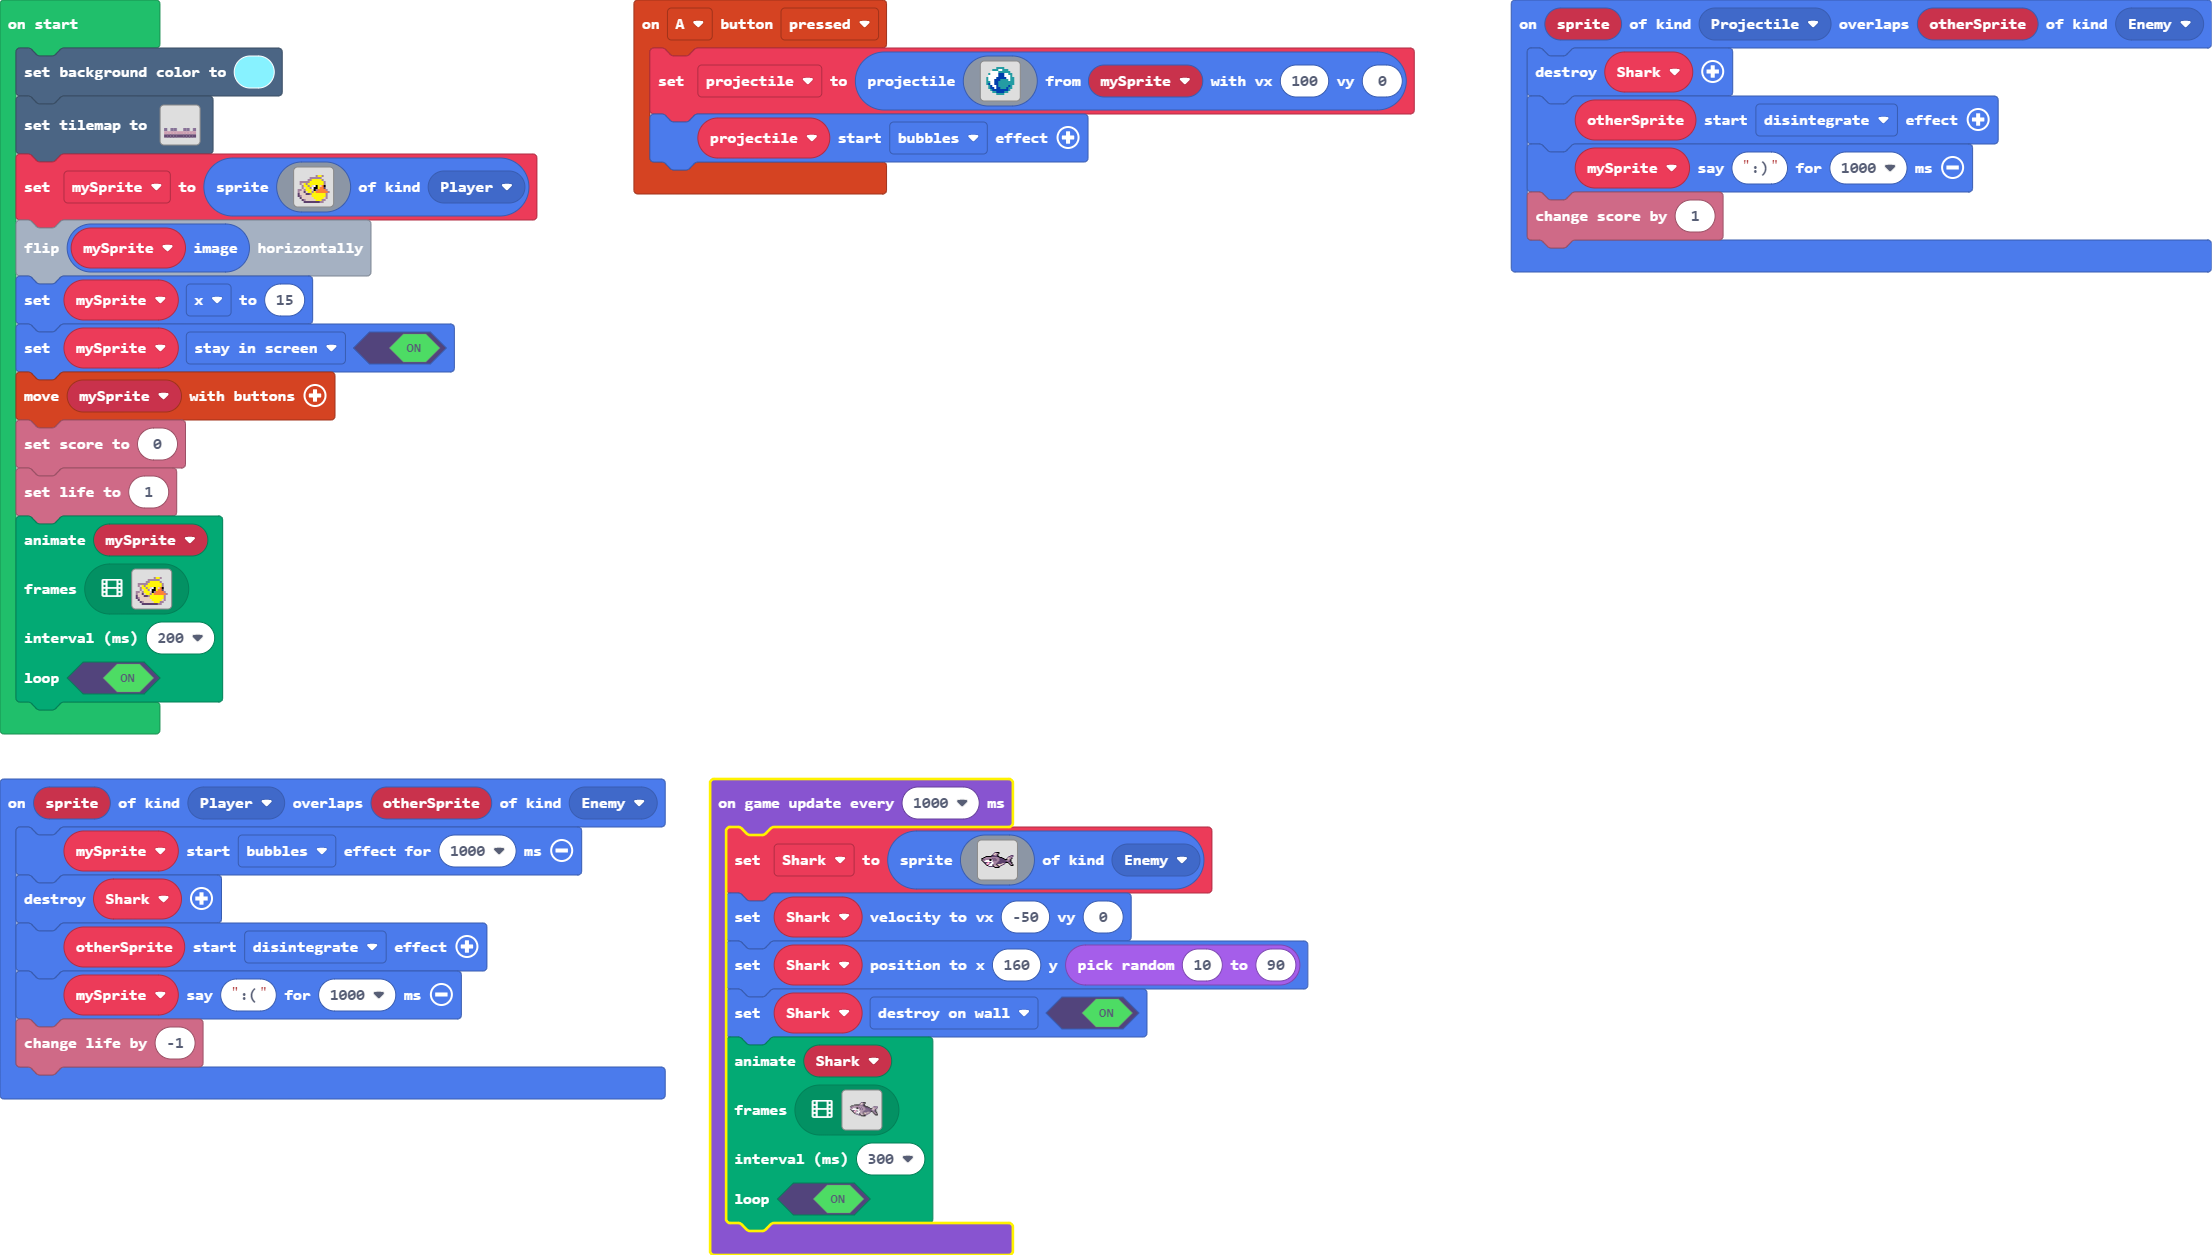 on start
set background color to
set tilemap to
set mySprite to sprite of kind Player
flip mySprite image horizontally
set mySprite x to 15
set mySprite stay in screen ON
move mySprite with buttons
set score to 0
set life to 1
animate mySprite
frames
interval (ms) 200
loop ON
on A button pressed
set projectile to projectile from mySprite with vx 100 vy 0
projectile start bubbles effect
on sprite of kind Projectile overlaps otherSprite of kind Enemy
destroy Shark
otherSprite start disintegrate effect
mySprite say ":)" for 1000 ms
change score by 1
on sprite of kind Player overlaps otherSprite of kind Enemy
mySprite start bubbles effect for 1000 ms
destroy Shark
otherSprite start disintegrate effect
mySprite say ":(" for 1000 ms
change life by -1
on game update every 1000 ms
set Shark to sprite of kind Enemy
set Shark velocity to vx -50 vy 0
set Shark position to x 160 y pick random 10 to 90
set Shark destroy on wall ON
animate Shark
frames
interval (ms) 300
loop ON